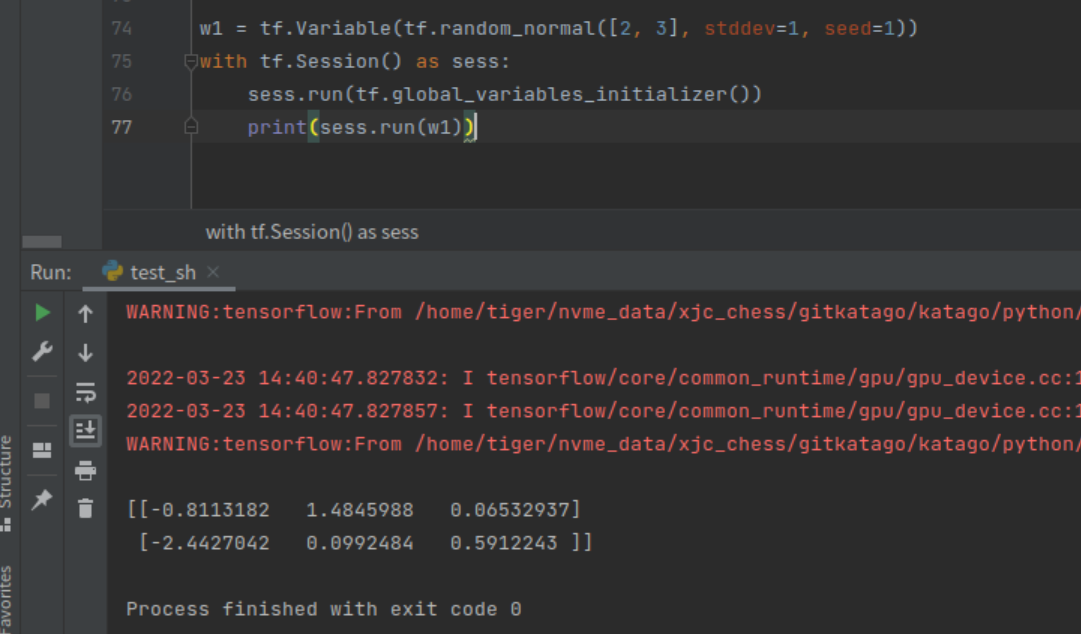 74 w1 = tf.Variable(tf.random_normal([2, 3], stddev=1, seed=1))
75 with tf.Session() as sess:
76     sess.run(tf.global_variables_initializer())
77     print(sess.run(w1))
with tf.Session() as sess
Run: test_sh ×
WARNING:tensorflow:From /home/tiger/nvme_data/xjc_chess/gitkatago/katago/python/
2022-03-23 14:40:47.827832: I tensorflow/core/common_runtime/gpu/gpu_device.cc:1
2022-03-23 14:40:47.827857: I tensorflow/core/common_runtime/gpu/gpu_device.cc:1
WARNING:tensorflow:From /home/tiger/nvme_data/xjc_chess/gitkatago/katago/python/
[[-0.8113182   1.4845988   0.06532937]
 [-2.4427042   0.0992484   0.5912243 ]]
Process finished with exit code 0
Structure
Favorites